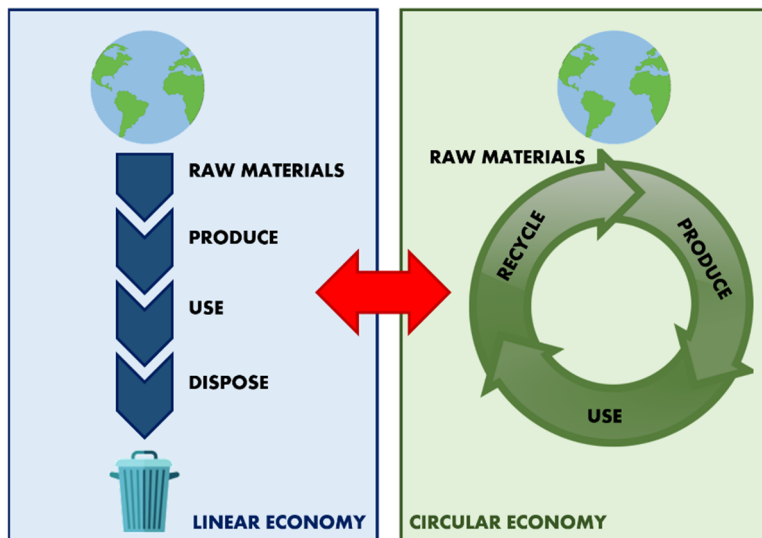 RAW MATERIALS
PRODUCE
USE
DISPOSE
LINEAR ECONOMY
RAW MATERIALS
PRODUCE
USE
RECYCLE
CIRCULAR ECONOMY